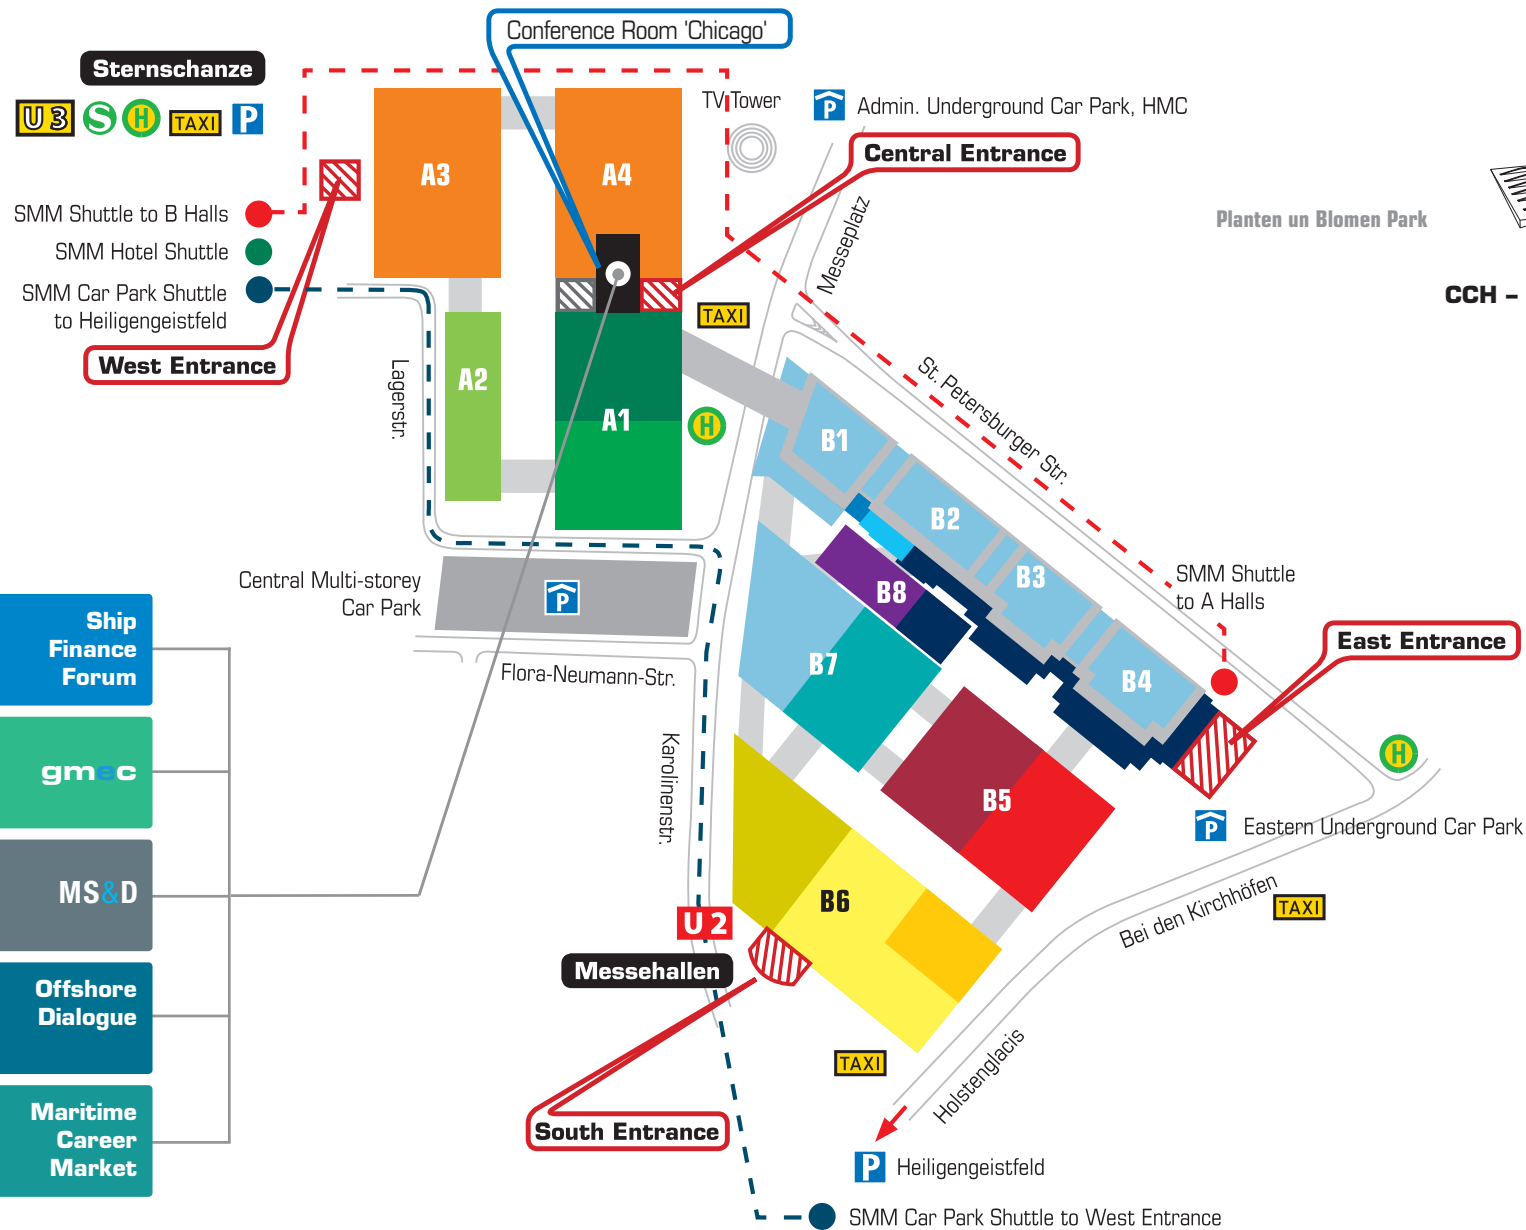 Conference Room 'Chicago'
Sternschanze
U3
S
H
TAXI
P
TV Tower
P
Admin. Underground Car Park, HMC
Central Entrance
A3
A4
SMM Shuttle to B Halls
SMM Hotel Shuttle
SMM Car Park Shuttle
to Heiligengeistfeld
West Entrance
Messeplatz
Planten un Blomen Park
CCH –
TAXI
Lagerstr.
A2
A1
H
St. Petersburger Str.
B1
B2
B3
B4
SMM Shuttle
to A Halls
East Entrance
Central Multi-storey
Car Park
P
B8
B7
Flora-Neumann-Str.
Karolinenstr.
Ship
Finance
Forum
gmec
MS&D
Offshore
Dialogue
Maritime
Career
Market
B5
B6
H
P
Eastern Underground Car Park
Bei den Kirchhöfen
TAXI
U2
Messehallen
South Entrance
TAXI
Holstenglacis
P
Heiligengeistfeld
SMM Car Park Shuttle to West Entrance